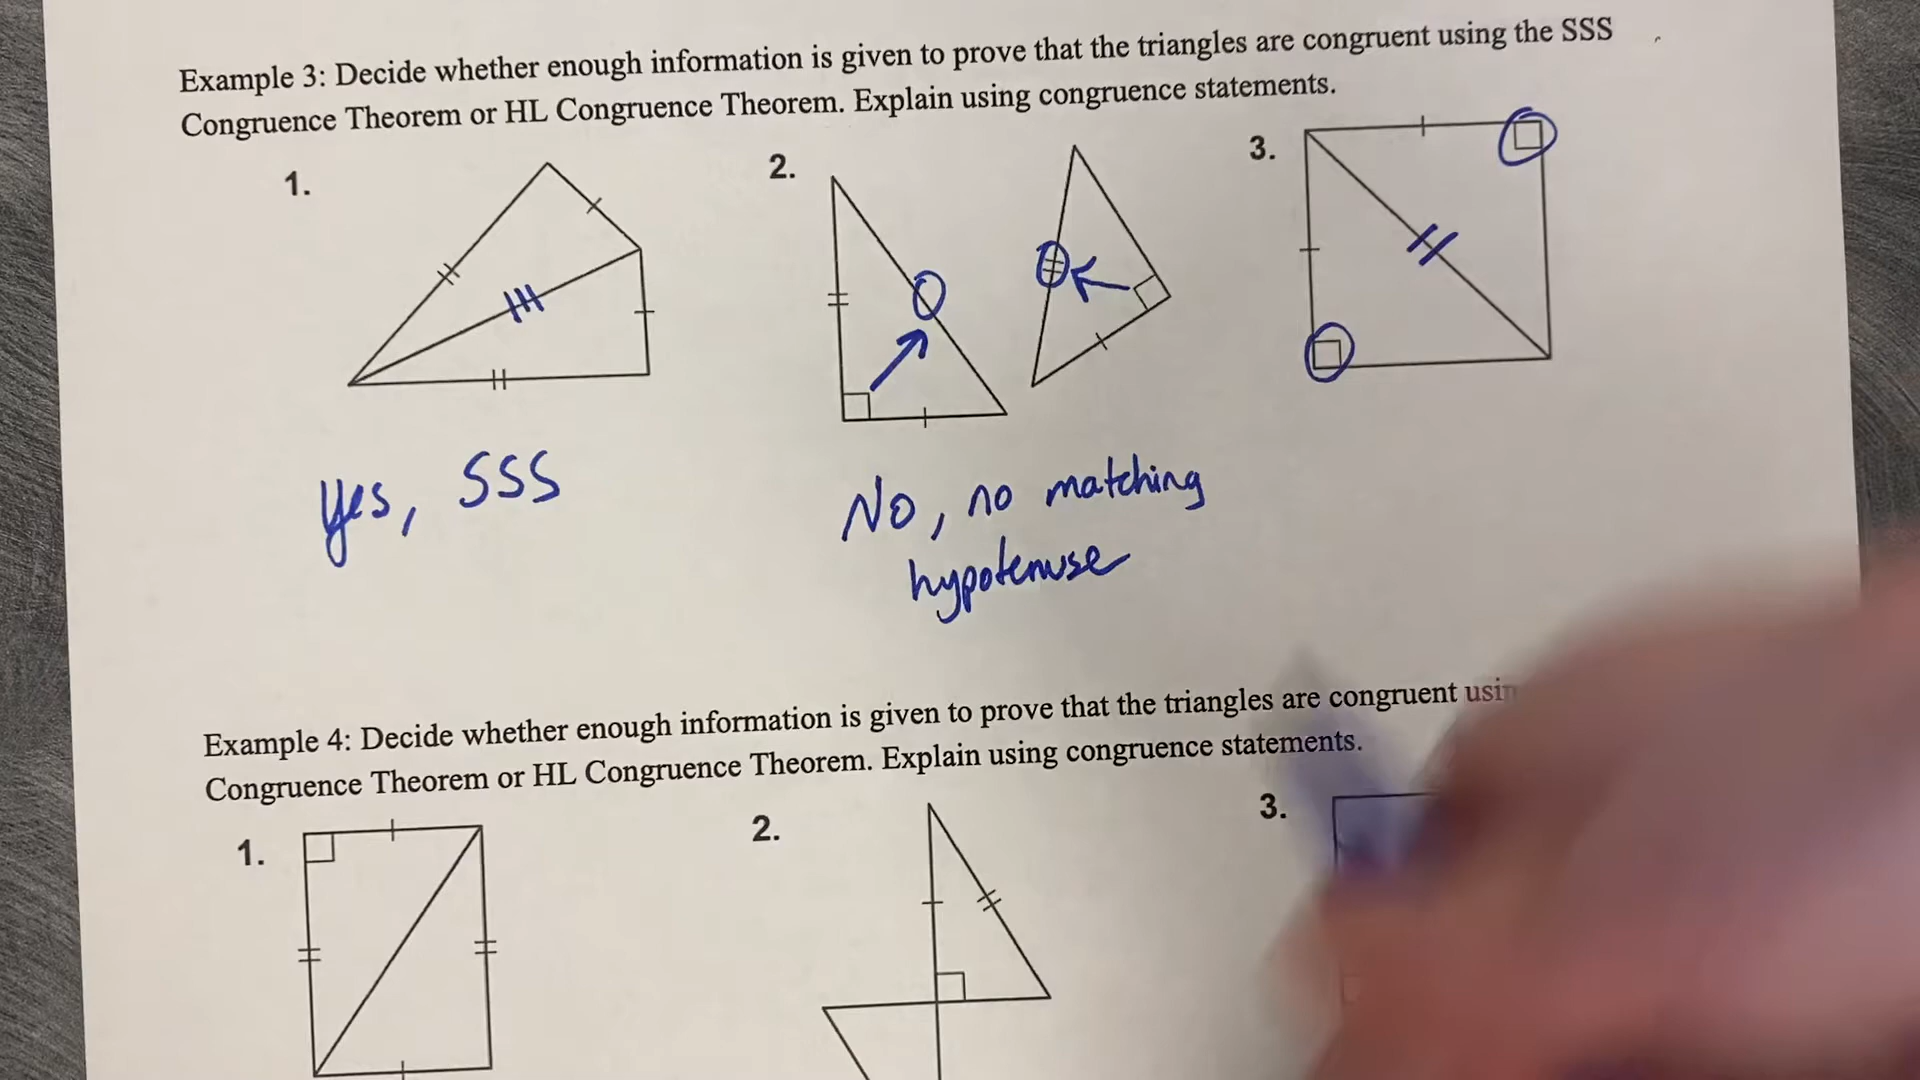 Example 3: Decide whether enough information is given to prove that the triangles are congruent using the SSS
Congruence Theorem or HL Congruence Theorem. Explain using congruence statements.
1.
2.
3.
Yes, SSS
No, no matching
hypotenuse
Example 4: Decide whether enough information is given to prove that the triangles are congruent
Congruence Theorem or HL Congruence Theorem. Explain using congruence statements.
1.
2.
3.